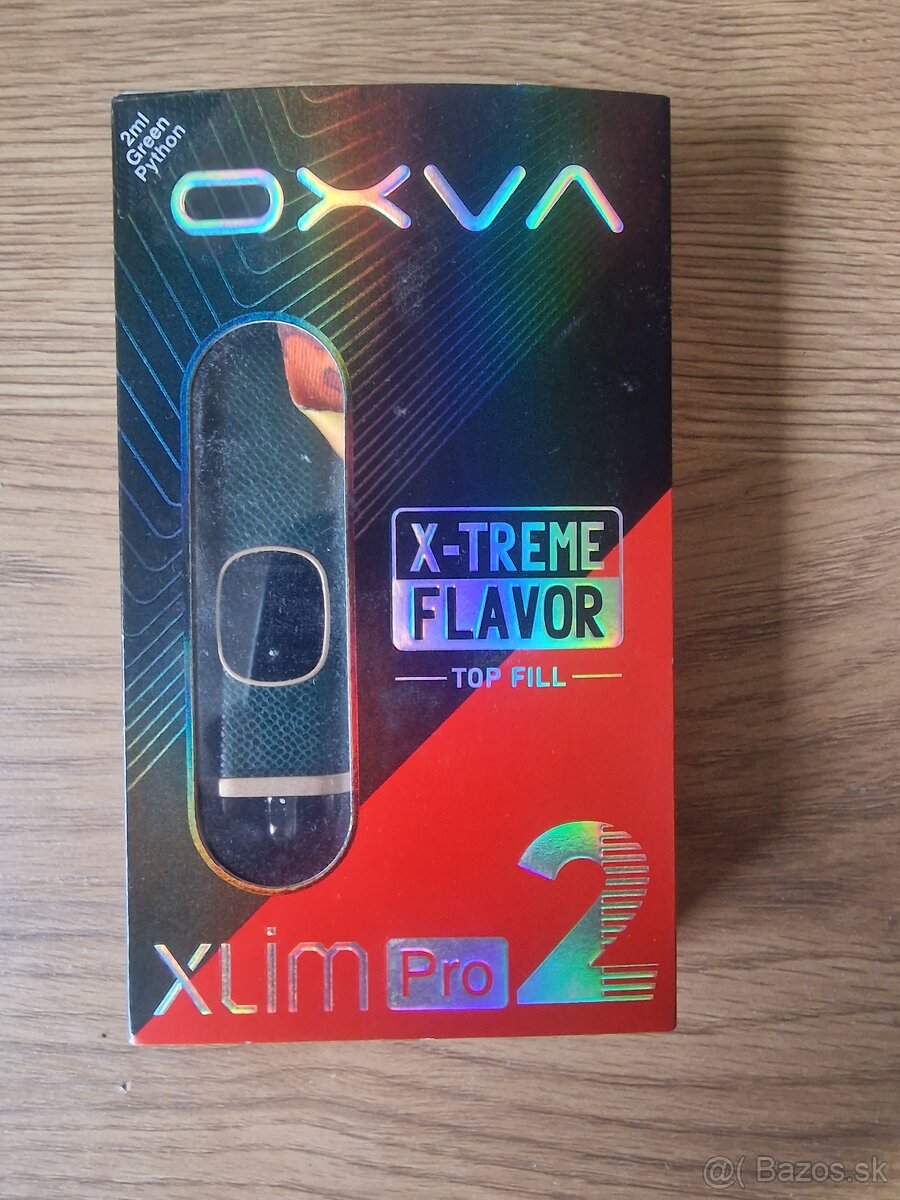 2ml
Green
Python
OXVA
X-TREME
FLAVOR
TOP FILL
XLIM Pro 2
@( Bazos.sk